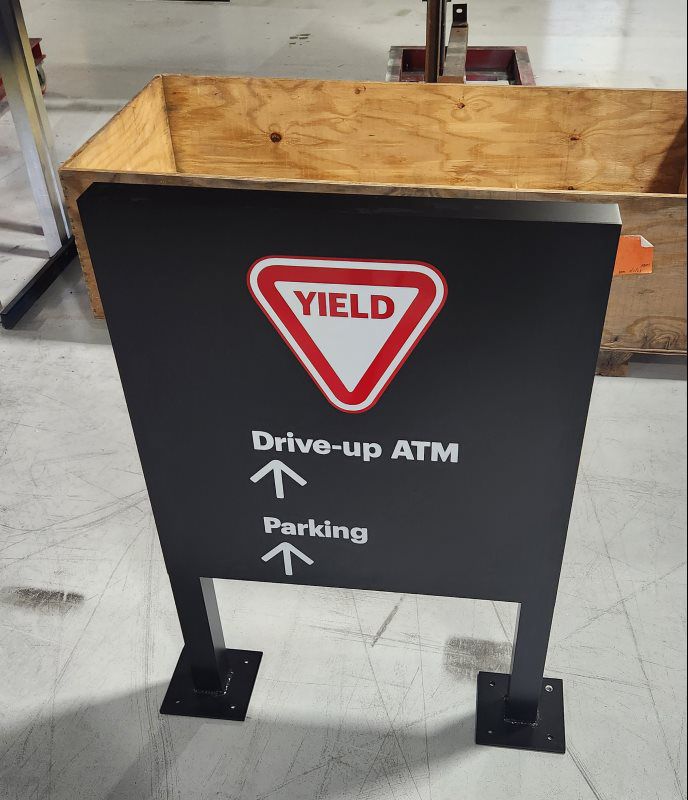 YIELD
Drive-up ATM
↑
Parking
↑